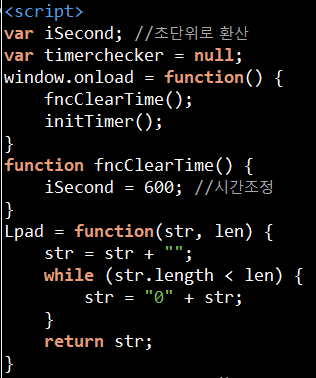 <script>
var iSecond; //초단위로 환산
var timerchecker = null;
window.onload = function() {
    fncClearTime();
    initTimer();
}
function fncClearTime() {
    iSecond = 600; //시간조정
}
Lpad = function(str, len) {
    str = str + "";
    while (str.length < len) {
        str = "0" + str;
    }
    return str;
}